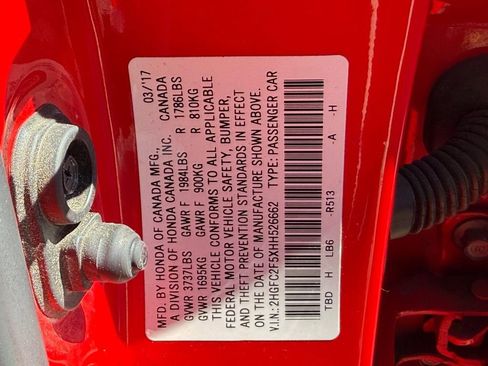 MFD. BY HONDA OF CANADA MFG. 03/17
A DIVISION OF HONDA CANADA INC. CANADA
GVWR 3737LBS GAWR F 1984LBS R 1786LBS
GVWR 1695KG GAWR F 900KG R 810KG
THIS VEHICLE CONFORMS TO ALL APPLICABLE
FEDERAL MOTOR VEHICLE SAFETY, BUMPER,
AND THEFT PREVENTION STANDARDS IN EFFECT
ON THE DATE OF MANUFACTURE SHOWN ABOVE.
V.I.N.: 2HGFC2F5XHH526662 TYPE: PASSENGER CAR
TBD H LB6 -R513 -A -H